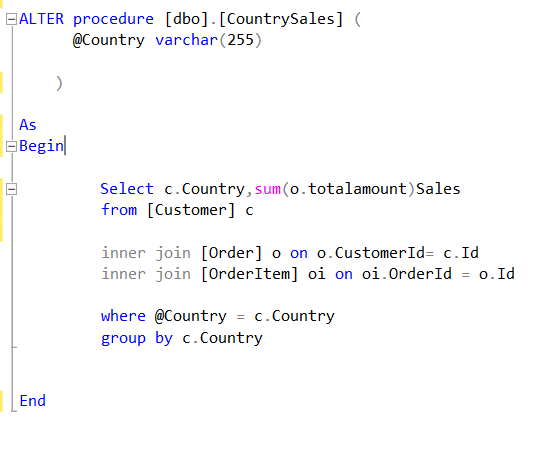 ALTER procedure [dbo].[CountrySales] (
@Country varchar(255)
)
As
Begin
Select c.Country,sum(o.totalamount)Sales
from [Customer] c
inner join [Order] o on o.CustomerId= c.Id
inner join [OrderItem] oi on oi.OrderId = o.Id
where @Country = c.Country
group by c.Country
End